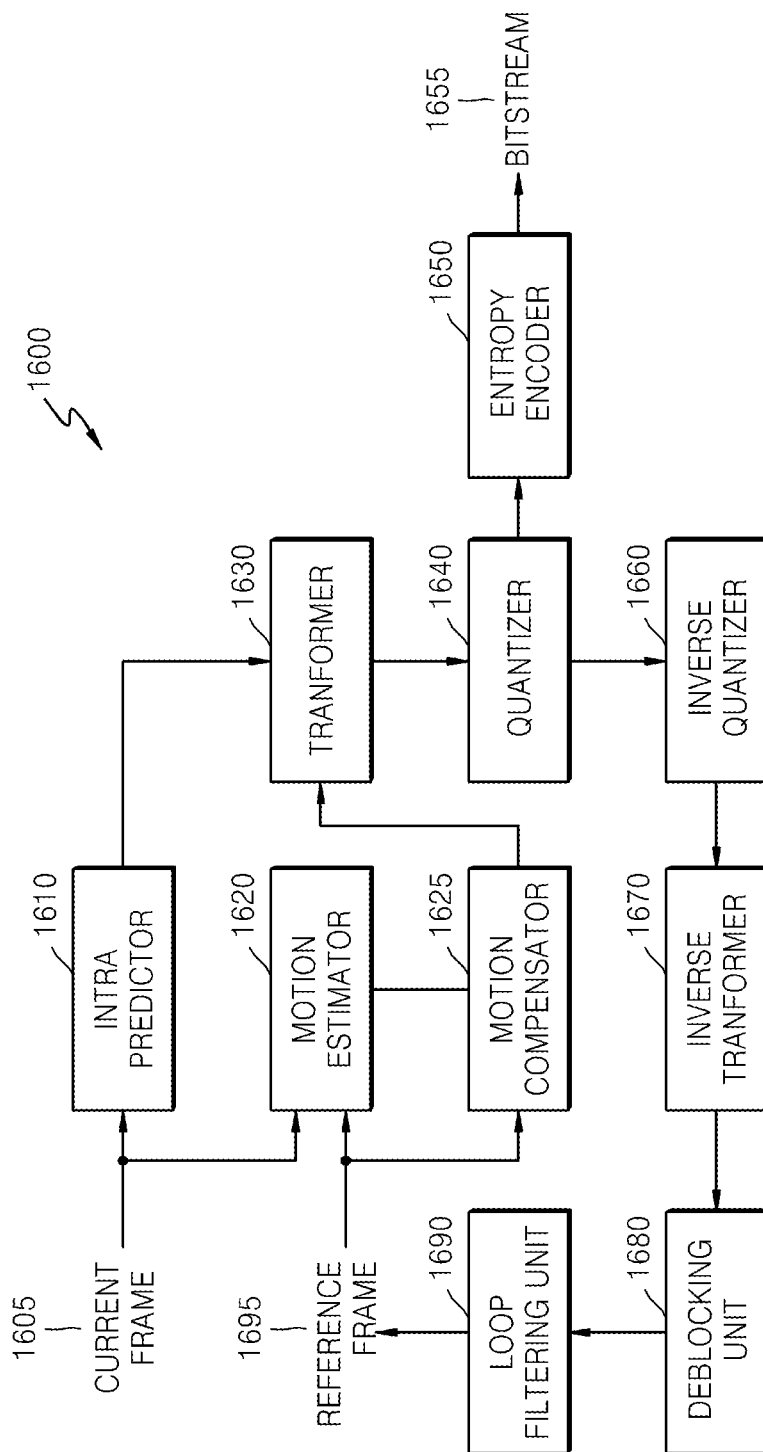 1600
1605
CURRENT
FRAME
1610
INTRA
PREDICTOR
1630
TRANFORMER
1695
REFERENCE
FRAME
1620
MOTION
ESTIMATOR
1640
QUANTIZER
1650
ENTROPY
ENCODER
1655
BITSTREAM
1690
LOOP
FILTERING UNIT
1625
MOTION
COMPENSATOR
1680
DEBLOCKING
UNIT
1670
INVERSE
TRANFORMER
1660
INVERSE
QUANTIZER